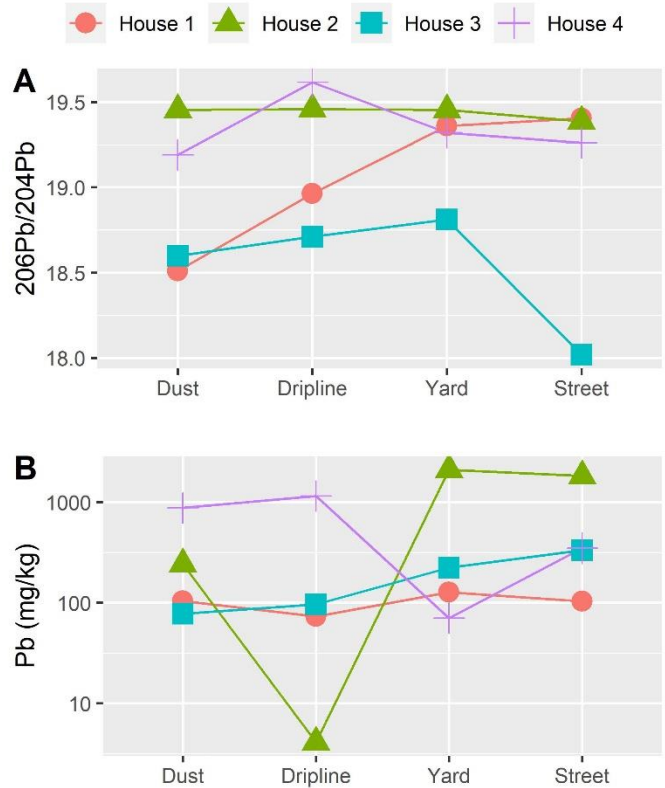 House 1 House 2 House 3 House 4
A
19.5
19.0
18.5
18.0
206Pb/204Pb
Dust Dripline Yard Street
B
1000
100
10
Pb (mg/kg)
Dust Dripline Yard Street